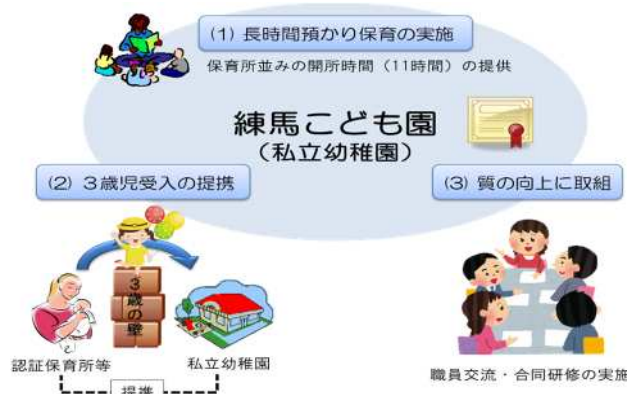 (1) 長時間預かり保育の実施
保育所並みの開所時間（11時間）の提供
練馬こども園
（私立幼稚園）
(2) ３歳児受入の提携
(3) 質の向上に取組
３歳の壁
認証保育所等
私立幼稚園
提携
職員交流・合同研修の実施